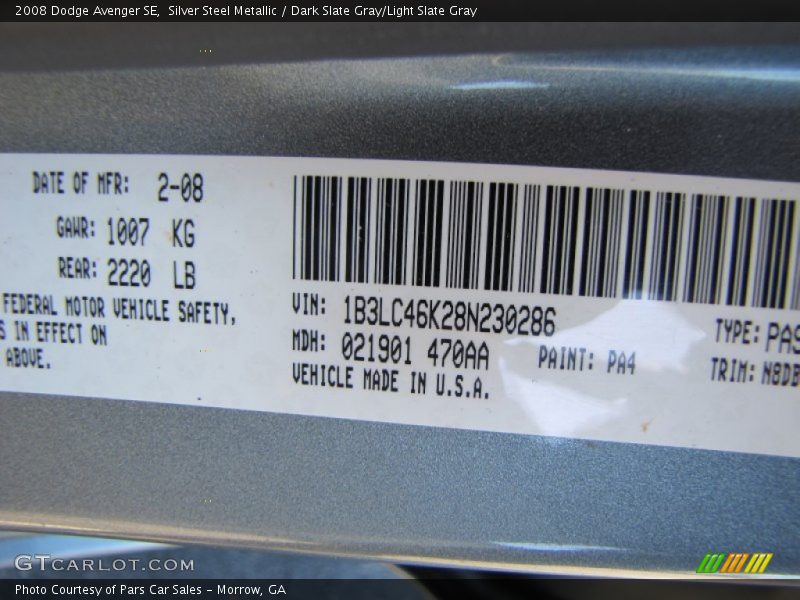 2008 Dodge Avenger SE,  Silver Steel Metallic / Dark Slate Gray/Light Slate Gray
DATE OF MFR: 2-08
GAWR: 1007 KG
REAR: 2220 LB
FEDERAL MOTOR VEHICLE SAFETY,
S IN EFFECT ON
ABOVE.
VIN: 1B3LC46K28N230286
TYPE: PAS
MDH: 021901 470AA
PAINT: PA4
TRIM: N8DB
VEHICLE MADE IN U.S.A.
GTCARLOT.COM
Photo Courtesy of Pars Car Sales - Morrow, GA